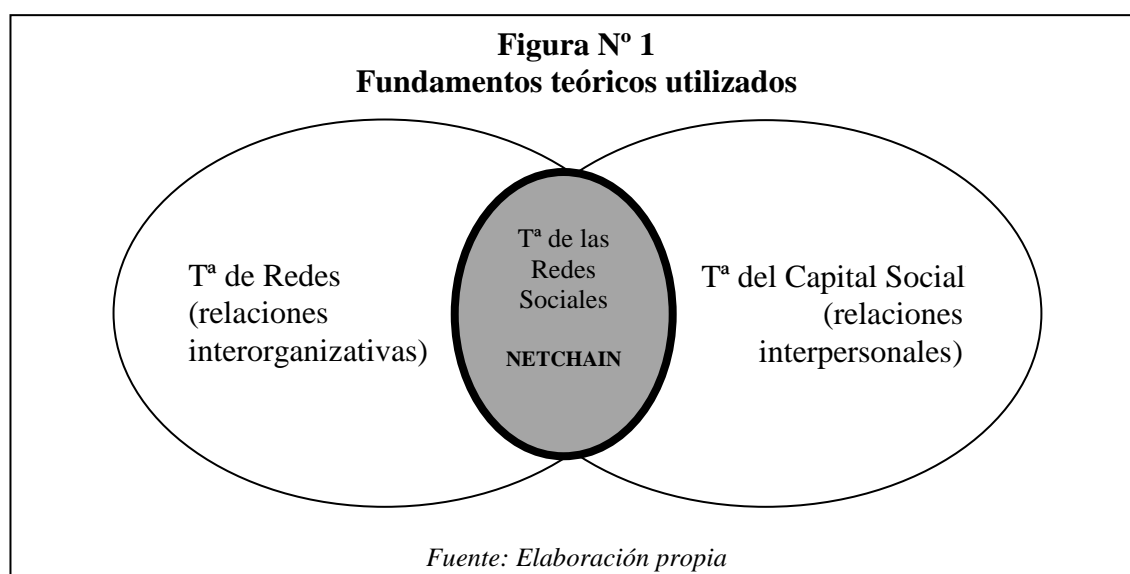 Figura Nº 1
Fundamentos teóricos utilizados
Tª de Redes
(relaciones
interorganizativas)
Tª de las
Redes
Sociales
NETCHAIN
Tª del Capital Social
(relaciones
interpersonales)
Fuente: Elaboración propia